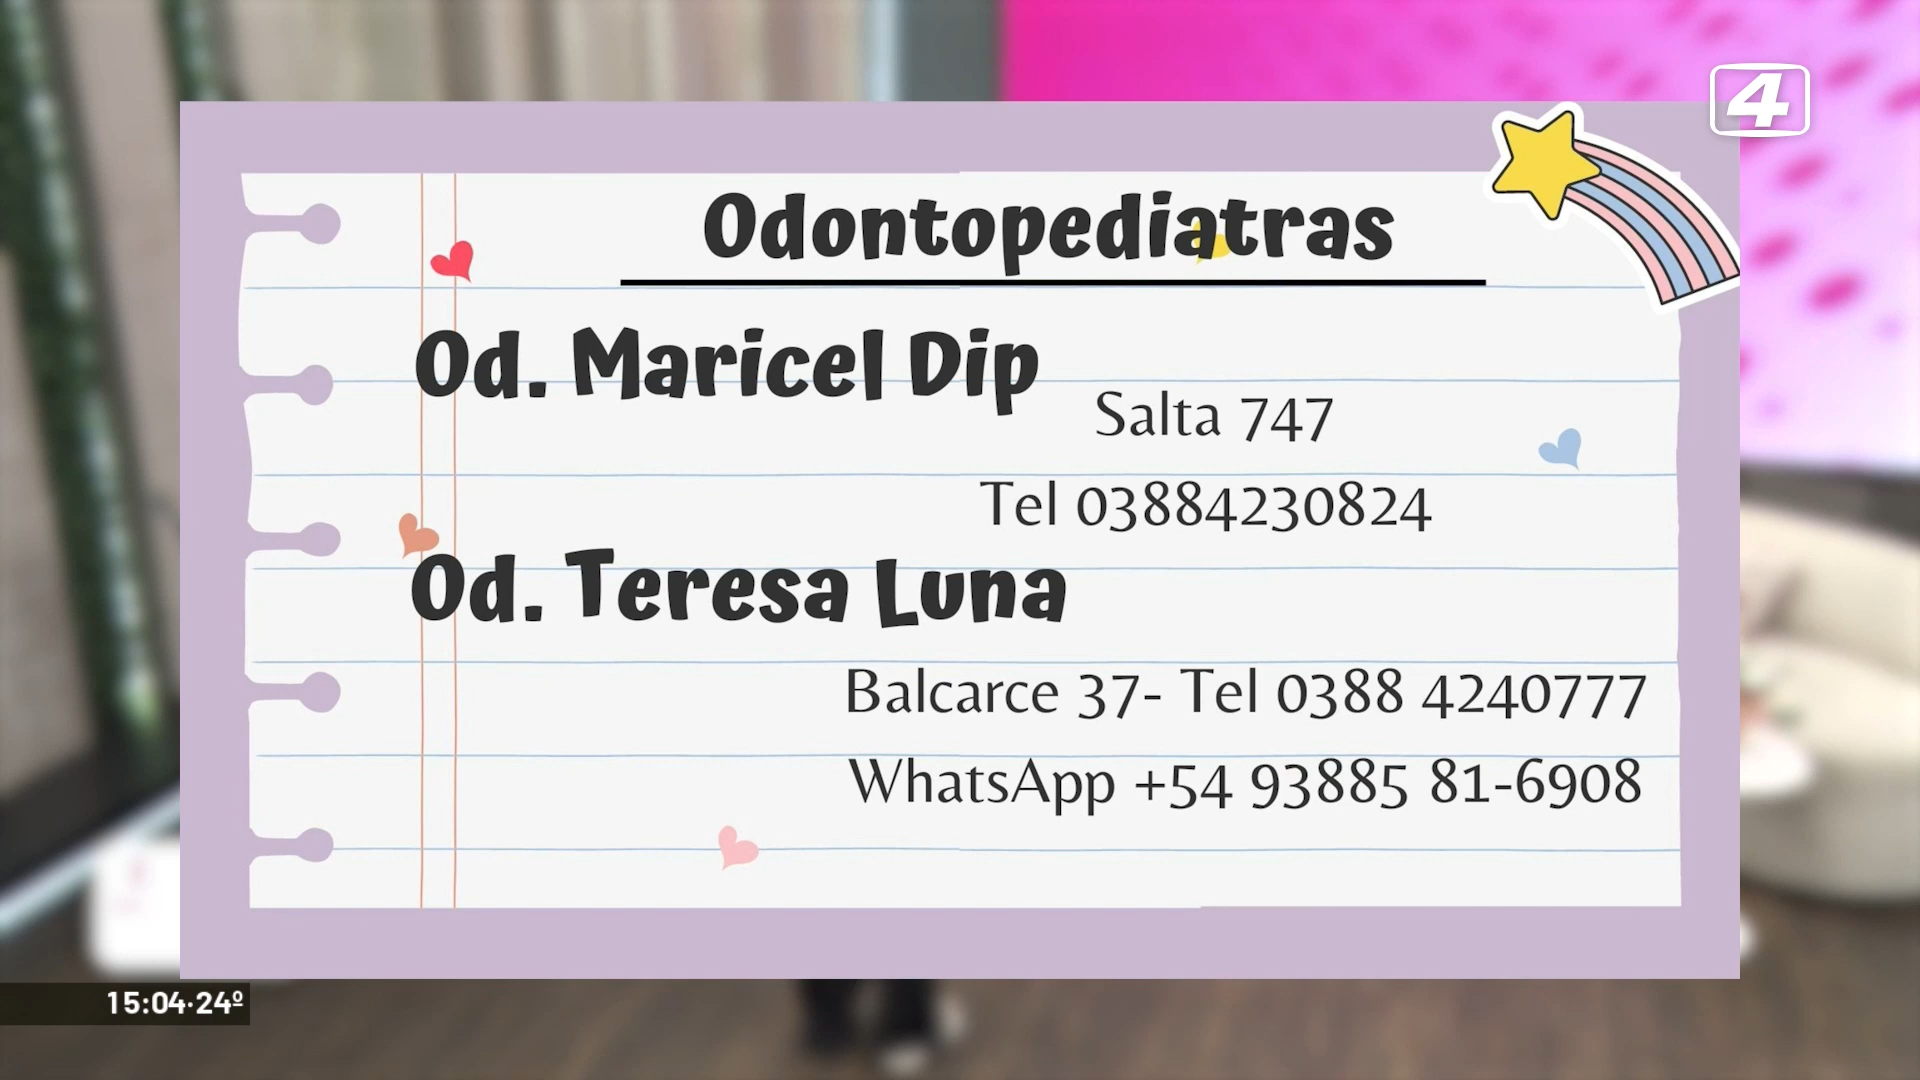 4
Odontopediatras
Od. Maricel Dip
Salta 747
Tel 03884230824
Od. Teresa Luna
Balcarce 37- Tel 0388 4240777
WhatsApp +54 93885 81-6908
15:04·24º